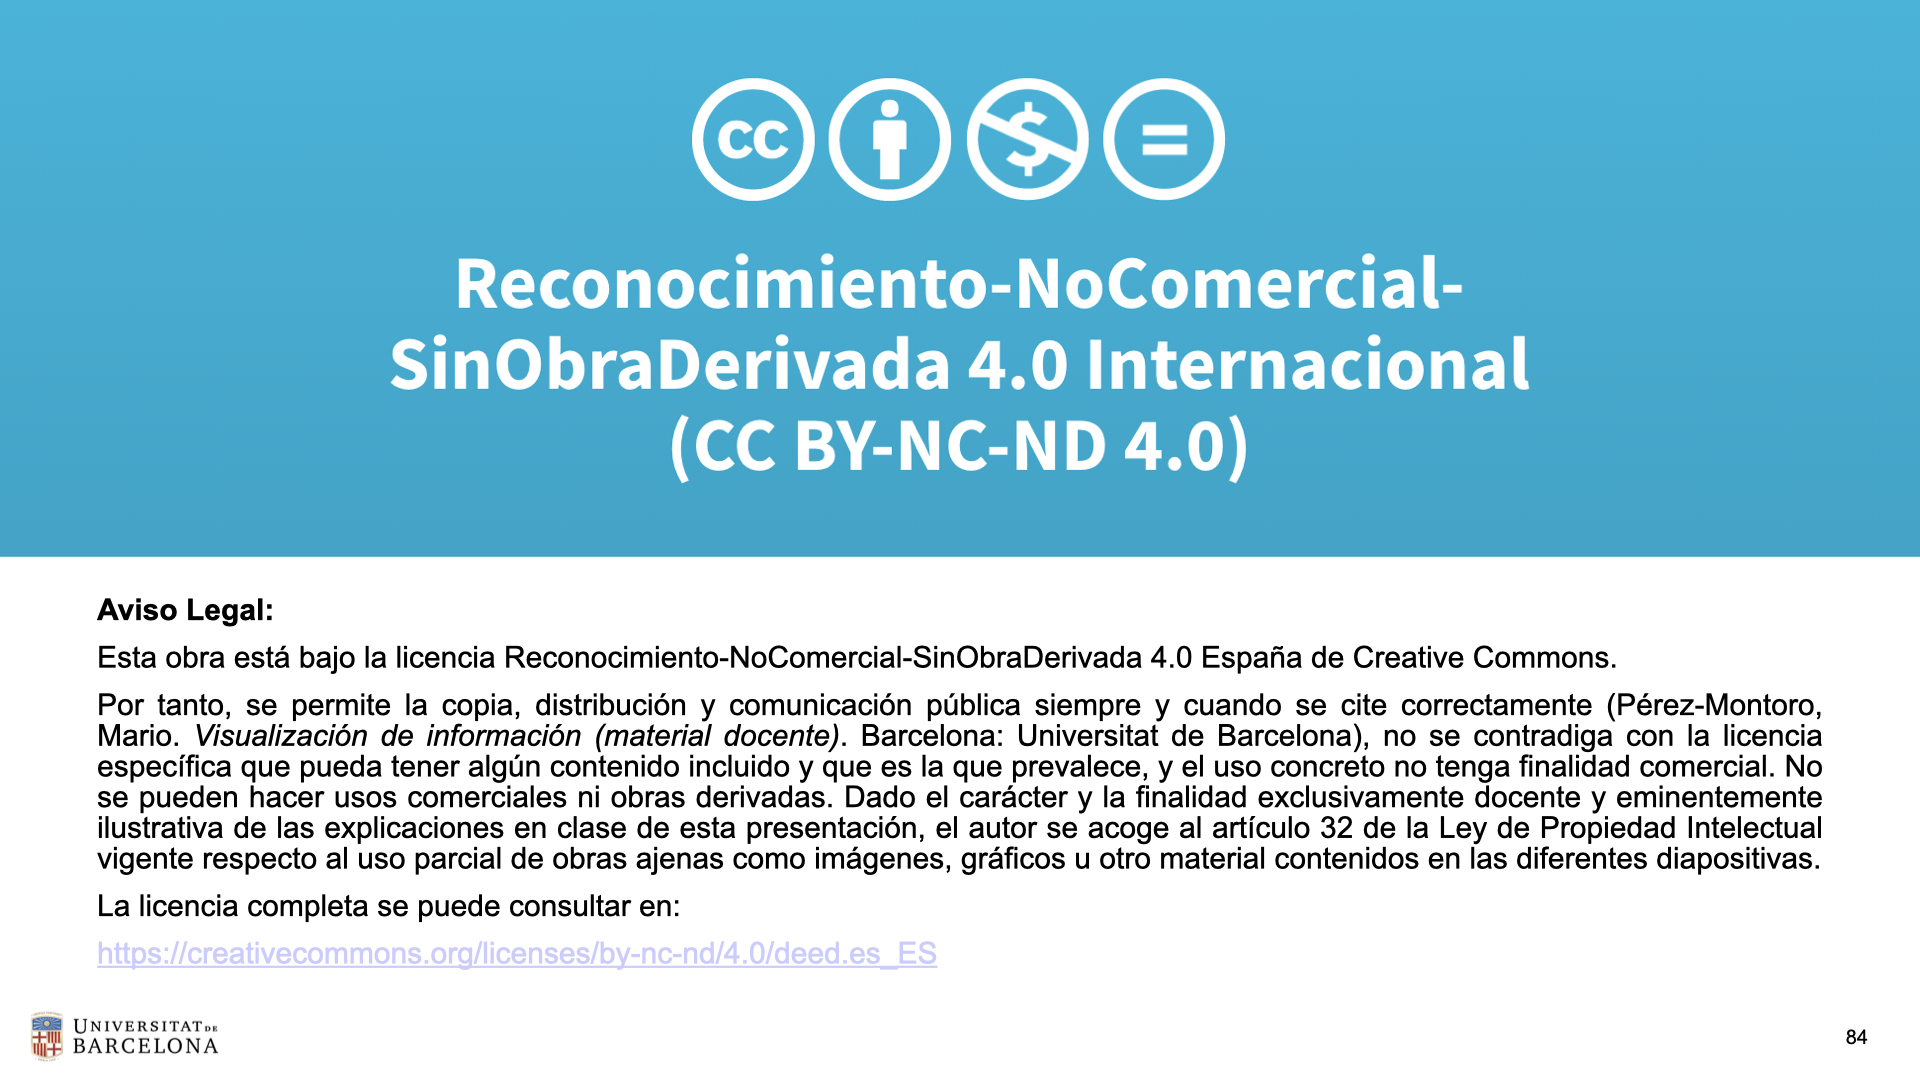 cc $ =
Reconocimiento-NoComercial-
SinObraDerivada 4.0 Internacional
(CC BY-NC-ND 4.0)
Aviso Legal:
Esta obra está bajo la licencia Reconocimiento-NoComercial-SinObraDerivada 4.0 España de Creative Commons.
Por tanto, se permite la copia, distribución y comunicación pública siempre y cuando se cite correctamente (Pérez-Montoro,
Mario. Visualización de información (material docente). Barcelona: Universitat de Barcelona), no se contradiga con la licencia
específica que pueda tener algún contenido incluido y que es la que prevalece, y el uso concreto no tenga finalidad comercial. No
se pueden hacer usos comerciales ni obras derivadas. Dado el carácter y la finalidad exclusivamente docente y eminentemente
ilustrativa de las explicaciones en clase de esta presentación, el autor se acoge al artículo 32 de la Ley de Propiedad Intelectual
vigente respecto al uso parcial de obras ajenas como imágenes, gráficos u otro material contenidos en las diferentes diapositivas.
La licencia completa se puede consultar en:
https://creativecommons.org/licenses/by-nc-nd/4.0/deed.es_ES
UNIVERSITAT DE
BARCELONA
84